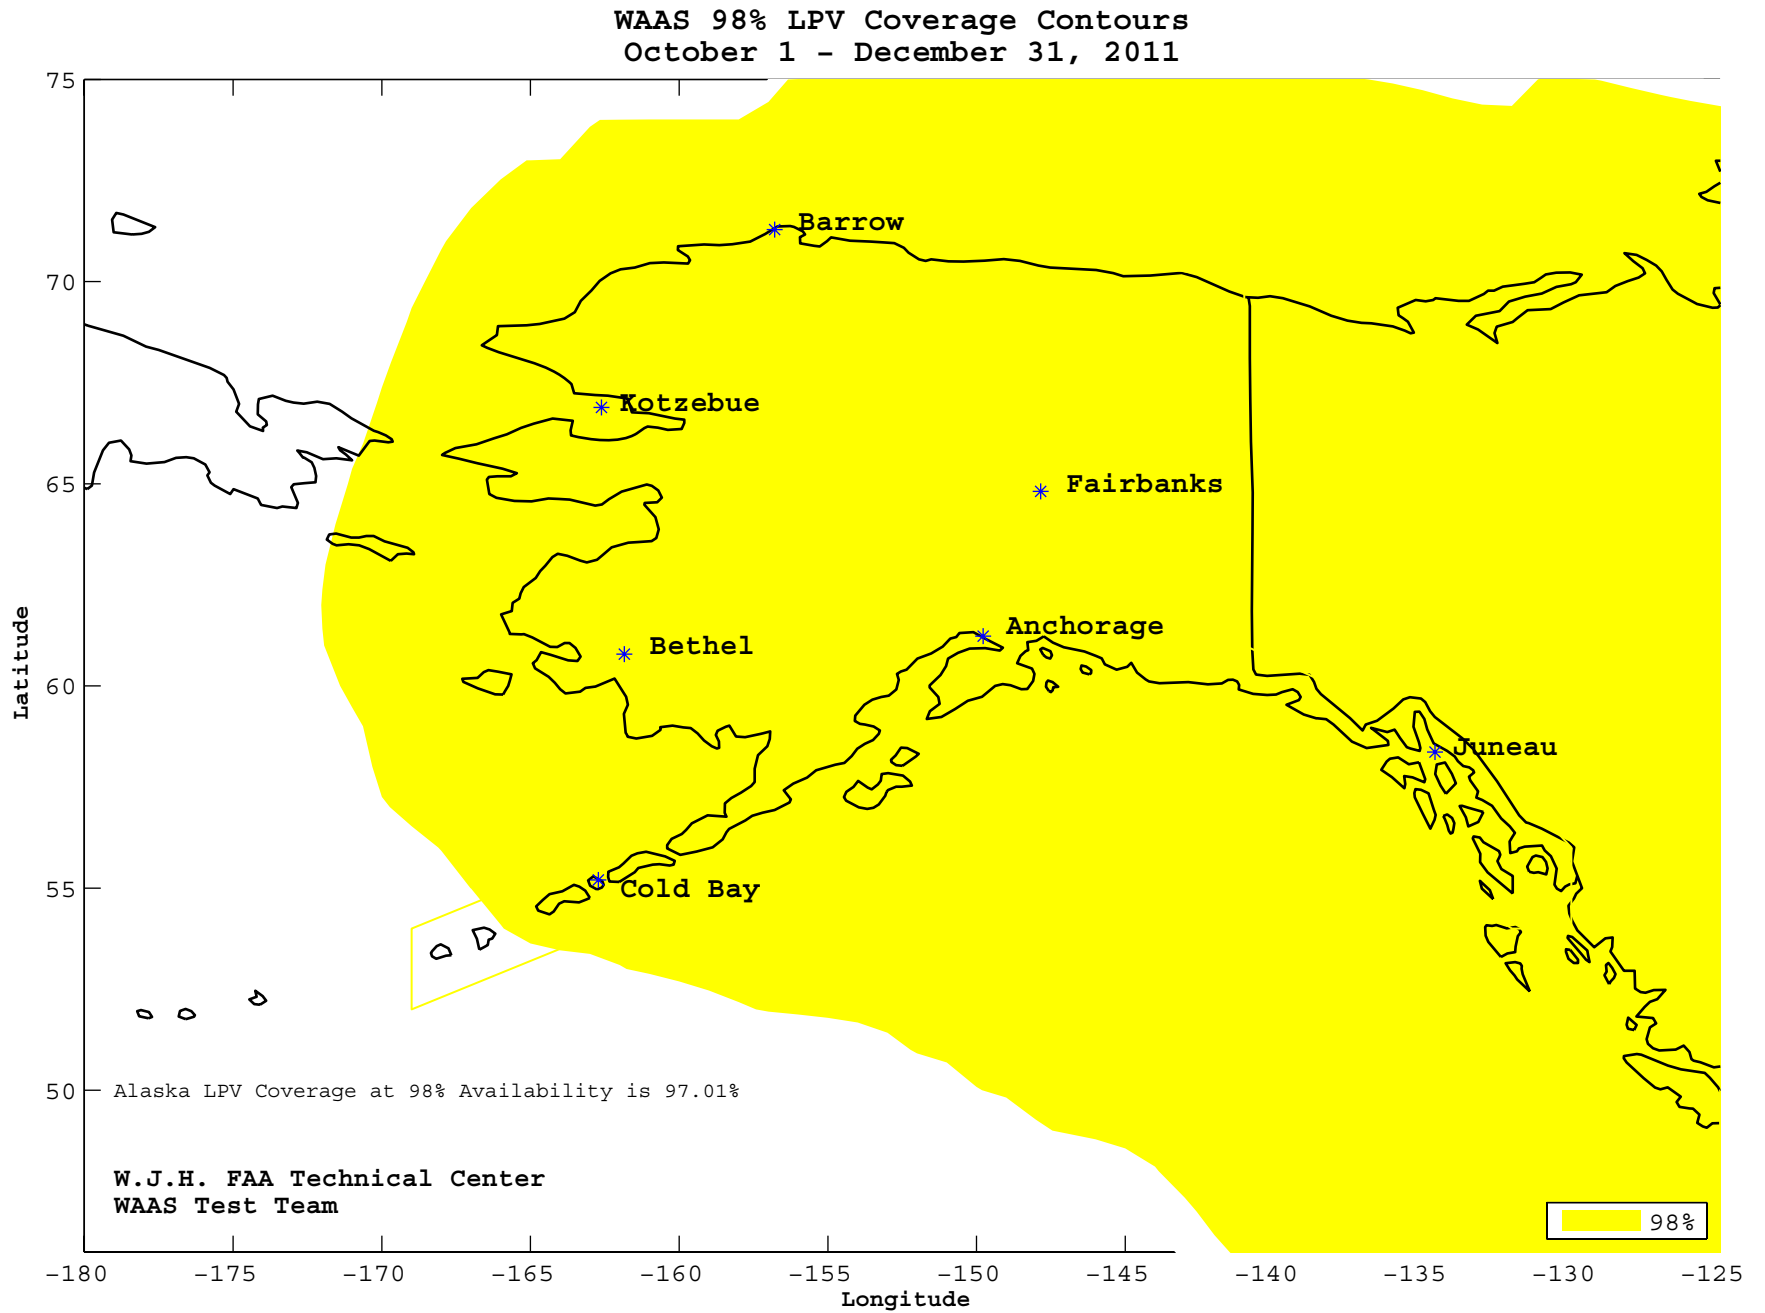 WAAS 98% LPV Coverage Contours
October 1 – December 31, 2011
75
70
65
60
55
50
Latitude
Barrow
Kotzebue
Fairbanks
Anchorage
Bethel
Juneau
Cold Bay
Alaska LPV Coverage at 98% Availability is 97.01%
W.J.H. FAA Technical Center
WAAS Test Team
98%
−180 −175 −170 −165 −160 −155 −150 −145 −140 −135 −130 −125
Longitude